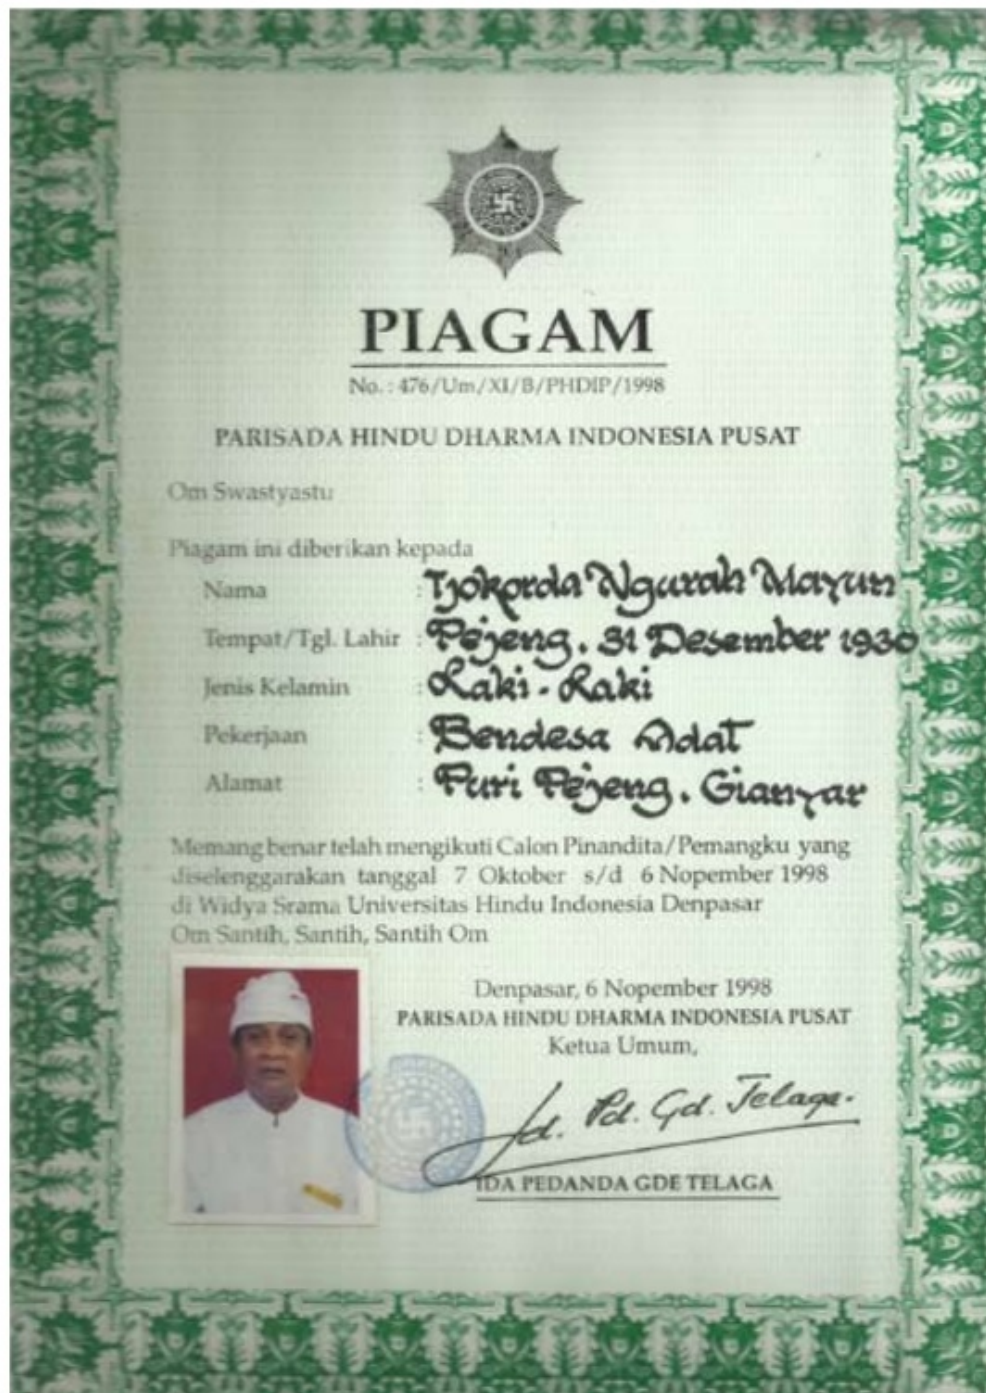 PIAGAM
No. : 476/Um/XI/B/PHDIP/1998
PARISADA HINDU DHARMA INDONESIA PUSAT
Om Swastyastu
Piagam ini diberikan kepada
Nama : Tjokorda Ngurah Mayun
Tempat/Tgl. Lahir : Pejeng, 31 Desember 1930
Jenis Kelamin : Laki-Laki
Pekerjaan : Bendesa Adat
Alamat : Puri Pejeng, Gianyar
Memang benar telah mengikuti Calon Pinandita/Pemangku yang
diselenggarakan tanggal 7 Oktober s/d 6 Nopember 1998
di Widya Srama Universitas Hindu Indonesia Denpasar
Om Santih, Santih, Santih Om
Denpasar, 6 Nopember 1998
PARISADA HINDU DHARMA INDONESIA PUSAT
Ketua Umum,
Id. Pd. Gd. Telaga.
IDA PEDANDA GDE TELAGA